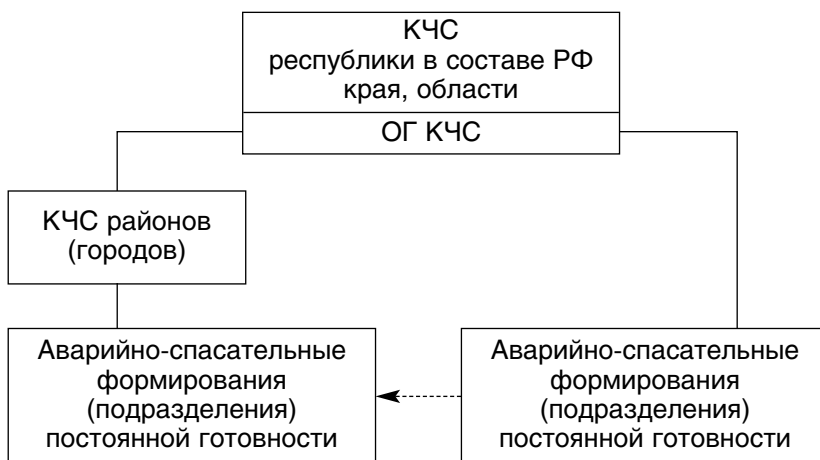 КЧС
республики в составе РФ
края, области
ОГ КЧС
КЧС районов
(городов)
Аварийно-спасательные
формирования
(подразделения)
постоянной готовности
Аварийно-спасательные
формирования
(подразделения)
постоянной готовности